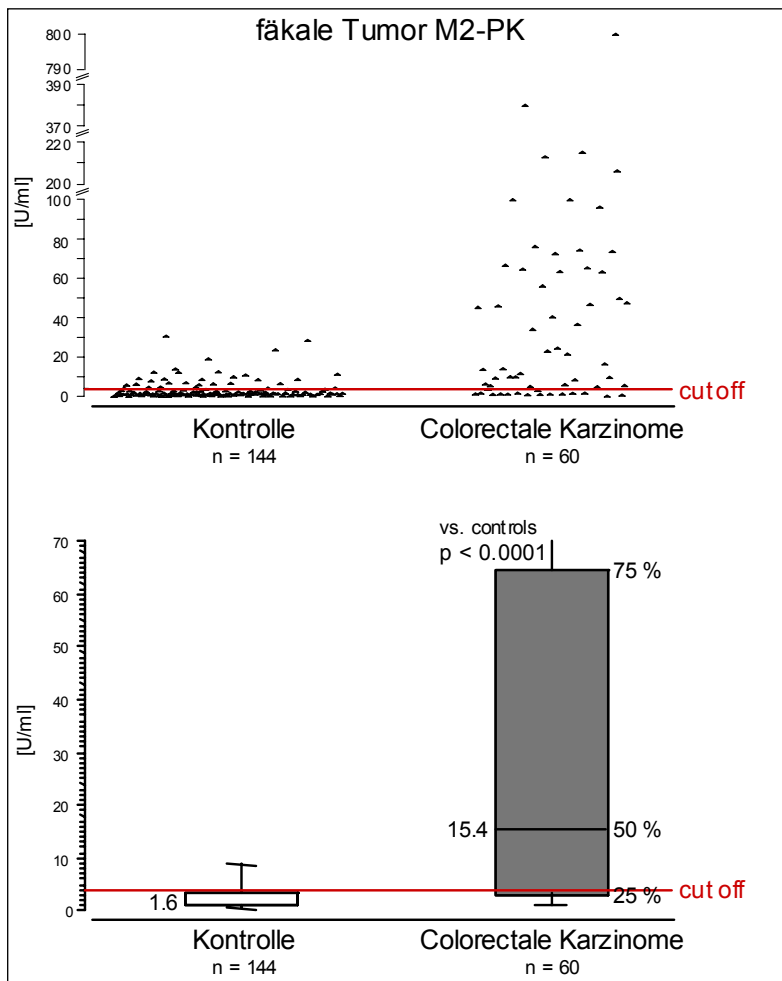 fäkale Tumor M2-PK
800
790
390
370
220
200
100
80
60
40
20
0
[U/ml]
cut off
Kontrolle
n = 144
Colorectale Karzinome
n = 60
vs. controls
p < 0.0001
70
60
50
40
30
20
10
0
[U/ml]
75 %
15.4
50 %
1.6
25 %
cut off
Kontrolle
n = 144
Colorectale Karzinome
n = 60